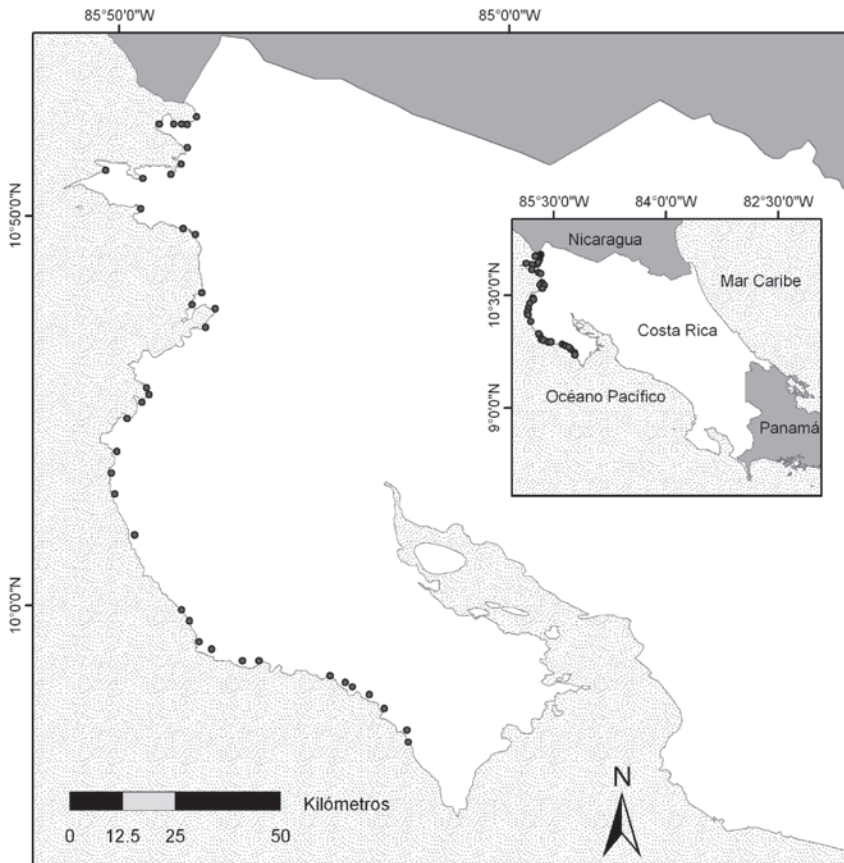 85°50'0"W
85°0'0"W
10°50'0"N
10°0'0"N
85°30'0"W
84°0'0"W
82°30'0"W
10°30'0"N
9°0'0"N
Nicaragua
Mar Caribe
Costa Rica
Océano Pacífico
Panamá
N
Kilómetros
0 12.5 25 50